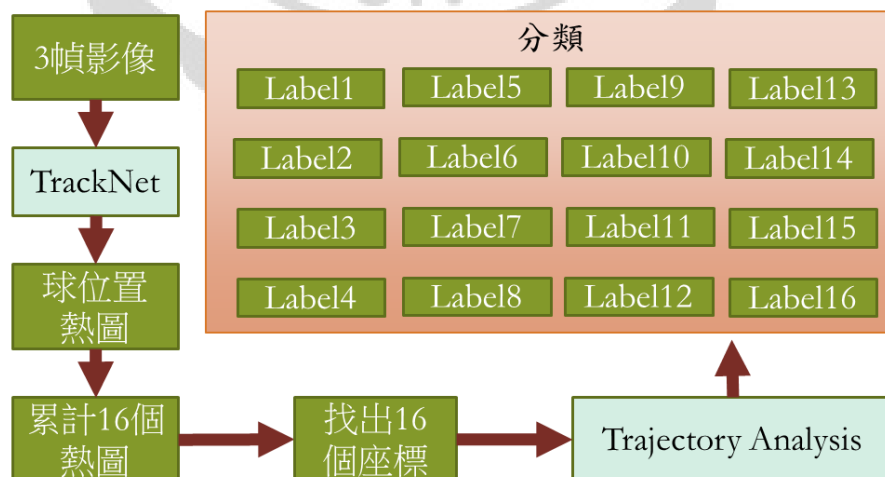 3幀影像
TrackNet
球位置
熱圖
累計16個
熱圖
找出16
個座標
Trajectory Analysis
分類
Label1 Label5 Label9 Label13
Label2 Label6 Label10 Label14
Label3 Label7 Label11 Label15
Label4 Label8 Label12 Label16